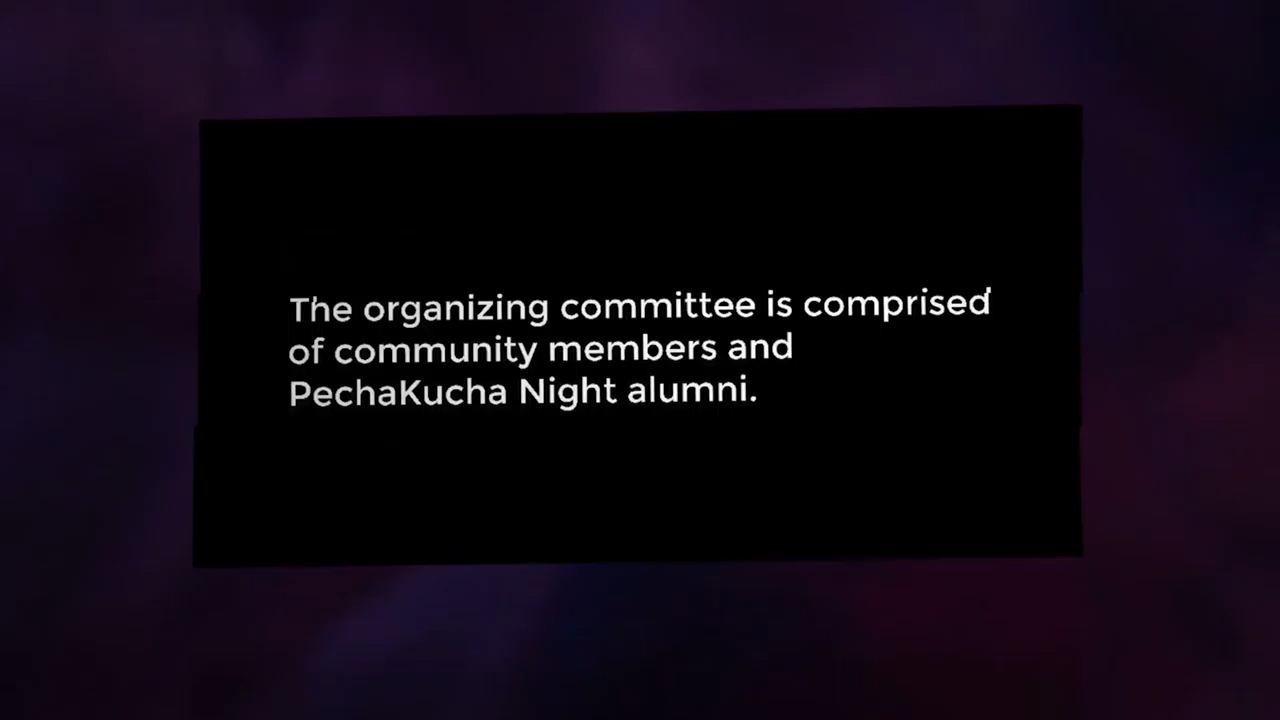 The organizing committee is comprised
of community members and
PechaKucha Night alumni.